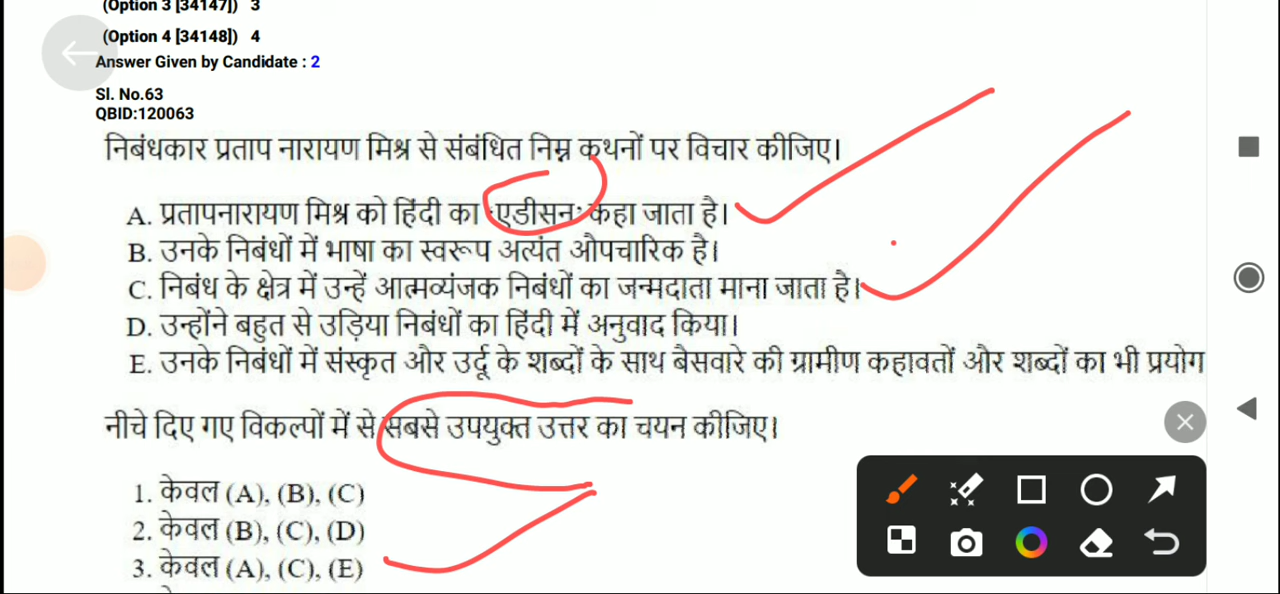 (Option 3 [34147]) 3
(Option 4 [34148]) 4
Answer Given by Candidate : 2
Sl. No.63
QBID:120063
निबंधकार प्रताप नारायण मिश्र से संबंधित निम्न कथनों पर विचार कीजिए।
A. प्रतापनारायण मिश्र को हिंदी का 'एडीसन' कहा जाता है।
B. उनके निबंधों में भाषा का स्वरूप अत्यंत औपचारिक है।
C. निबंध के क्षेत्र में उन्हें आत्मव्यंजक निबंधों का जन्मदाता माना जाता है।
D. उन्होंने बहुत से उड़िया निबंधों का हिंदी में अनुवाद किया।
E. उनके निबंधों में संस्कृत और उर्दू के शब्दों के साथ बैसवारे की ग्रामीण कहावतों और शब्दों का भी प्रयोग
नीचे दिए गए विकल्पों में से सबसे उपयुक्त उत्तर का चयन कीजिए।
1. केवल (A), (B), (C)
2. केवल (B), (C), (D)
3. केवल (A), (C), (E)